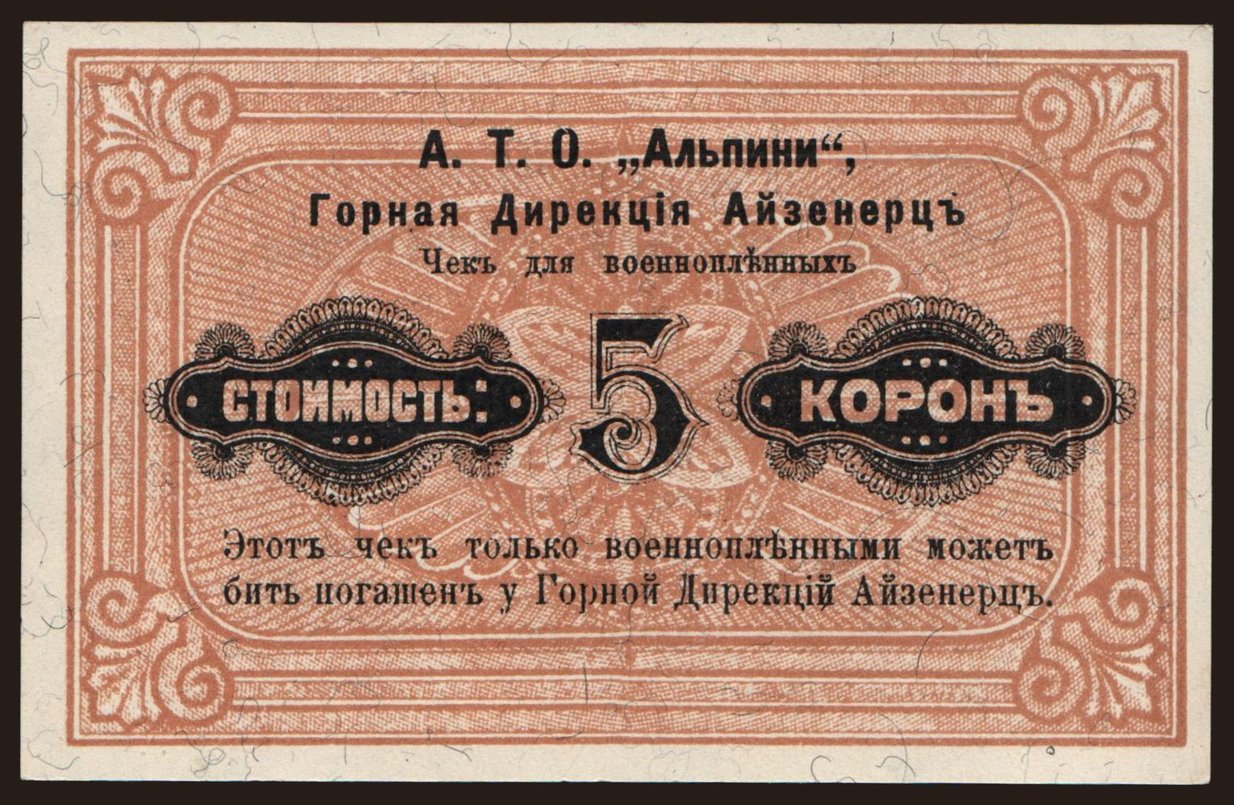 А. Т. О. „Альпини“,
Горная Дирекція Айзенерцъ
Чекъ для военноплѣнныхъ
СТОИМОСТЬ: 5 КОРОНЪ
Этотъ чекъ только военноплѣнными можетъ
бить погашенъ у Горной Дирекцій Айзенерцъ.